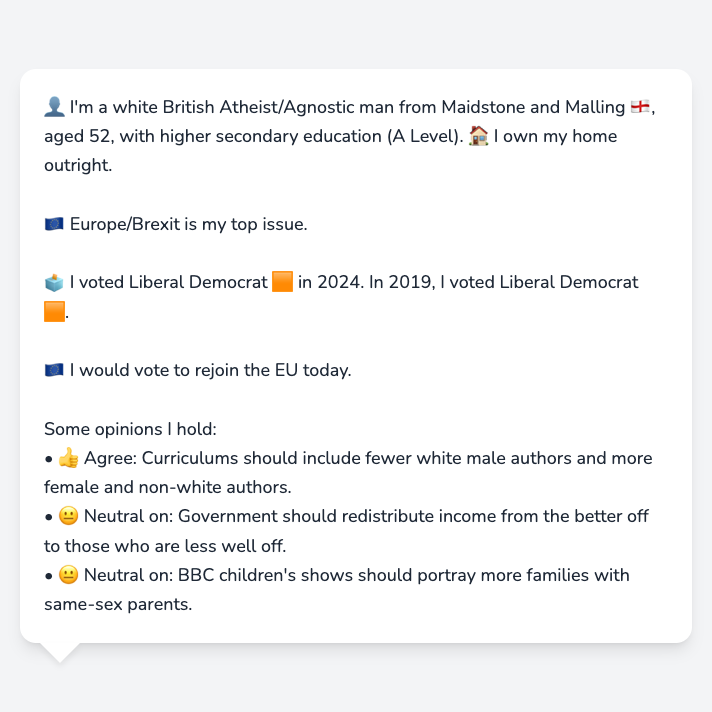 👤 I'm a white British Atheist/Agnostic man from Maidstone and Malling 🏴󠁧󠁢󠁥󠁮󠁧󠁿,
aged 52, with higher secondary education (A Level). 🏠 I own my home
outright.
🇪🇺 Europe/Brexit is my top issue.
🗳️ I voted Liberal Democrat 🟧 in 2024. In 2019, I voted Liberal Democrat
🟧.
🇪🇺 I would vote to rejoin the EU today.
Some opinions I hold:
• 👍 Agree: Curriculums should include fewer white male authors and more
female and non-white authors.
• 😐 Neutral on: Government should redistribute income from the better off
to those who are less well off.
• 😐 Neutral on: BBC children's shows should portray more families with
same-sex parents.